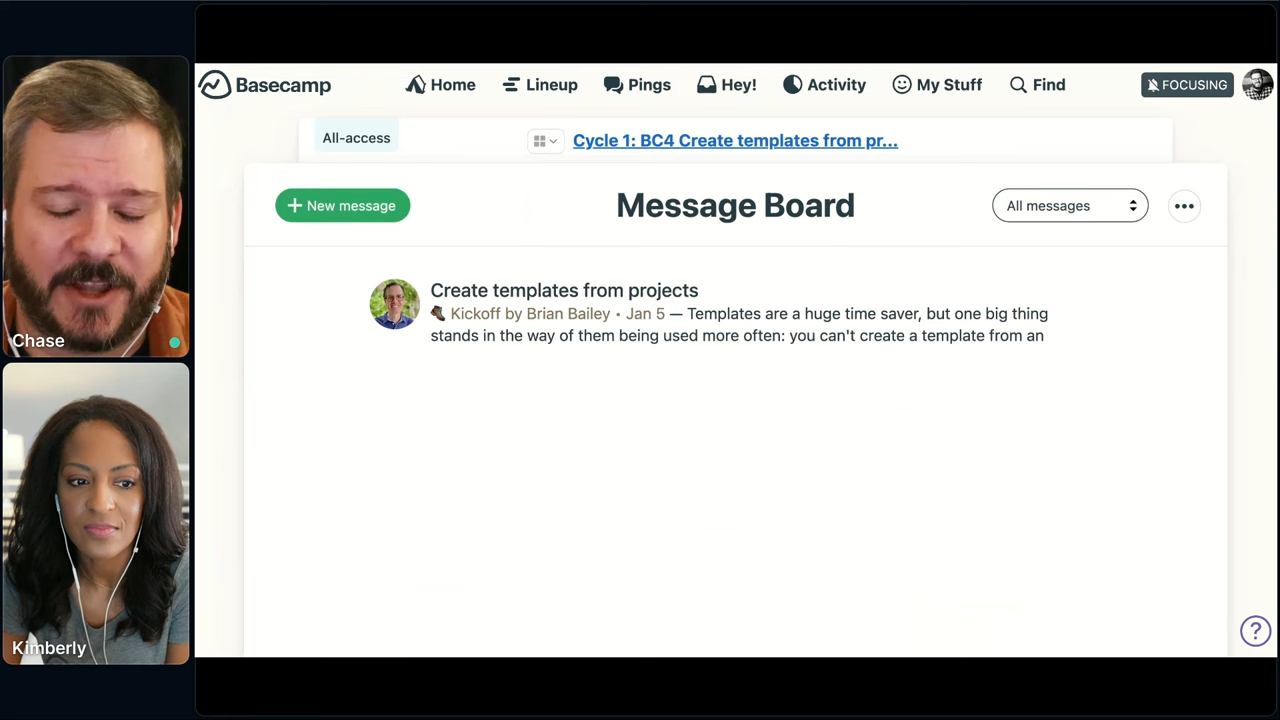 Basecamp
Home
Lineup
Pings
Hey!
Activity
My Stuff
Find
FOCUSING
All-access
Cycle 1: BC4 Create templates from pr...
New message
Message Board
All messages
Create templates from projects
Kickoff by Brian Bailey • Jan 5 — Templates are a huge time saver, but one big thing
stands in the way of them being used more often: you can't create a template from an
?
Chase
Kimberly